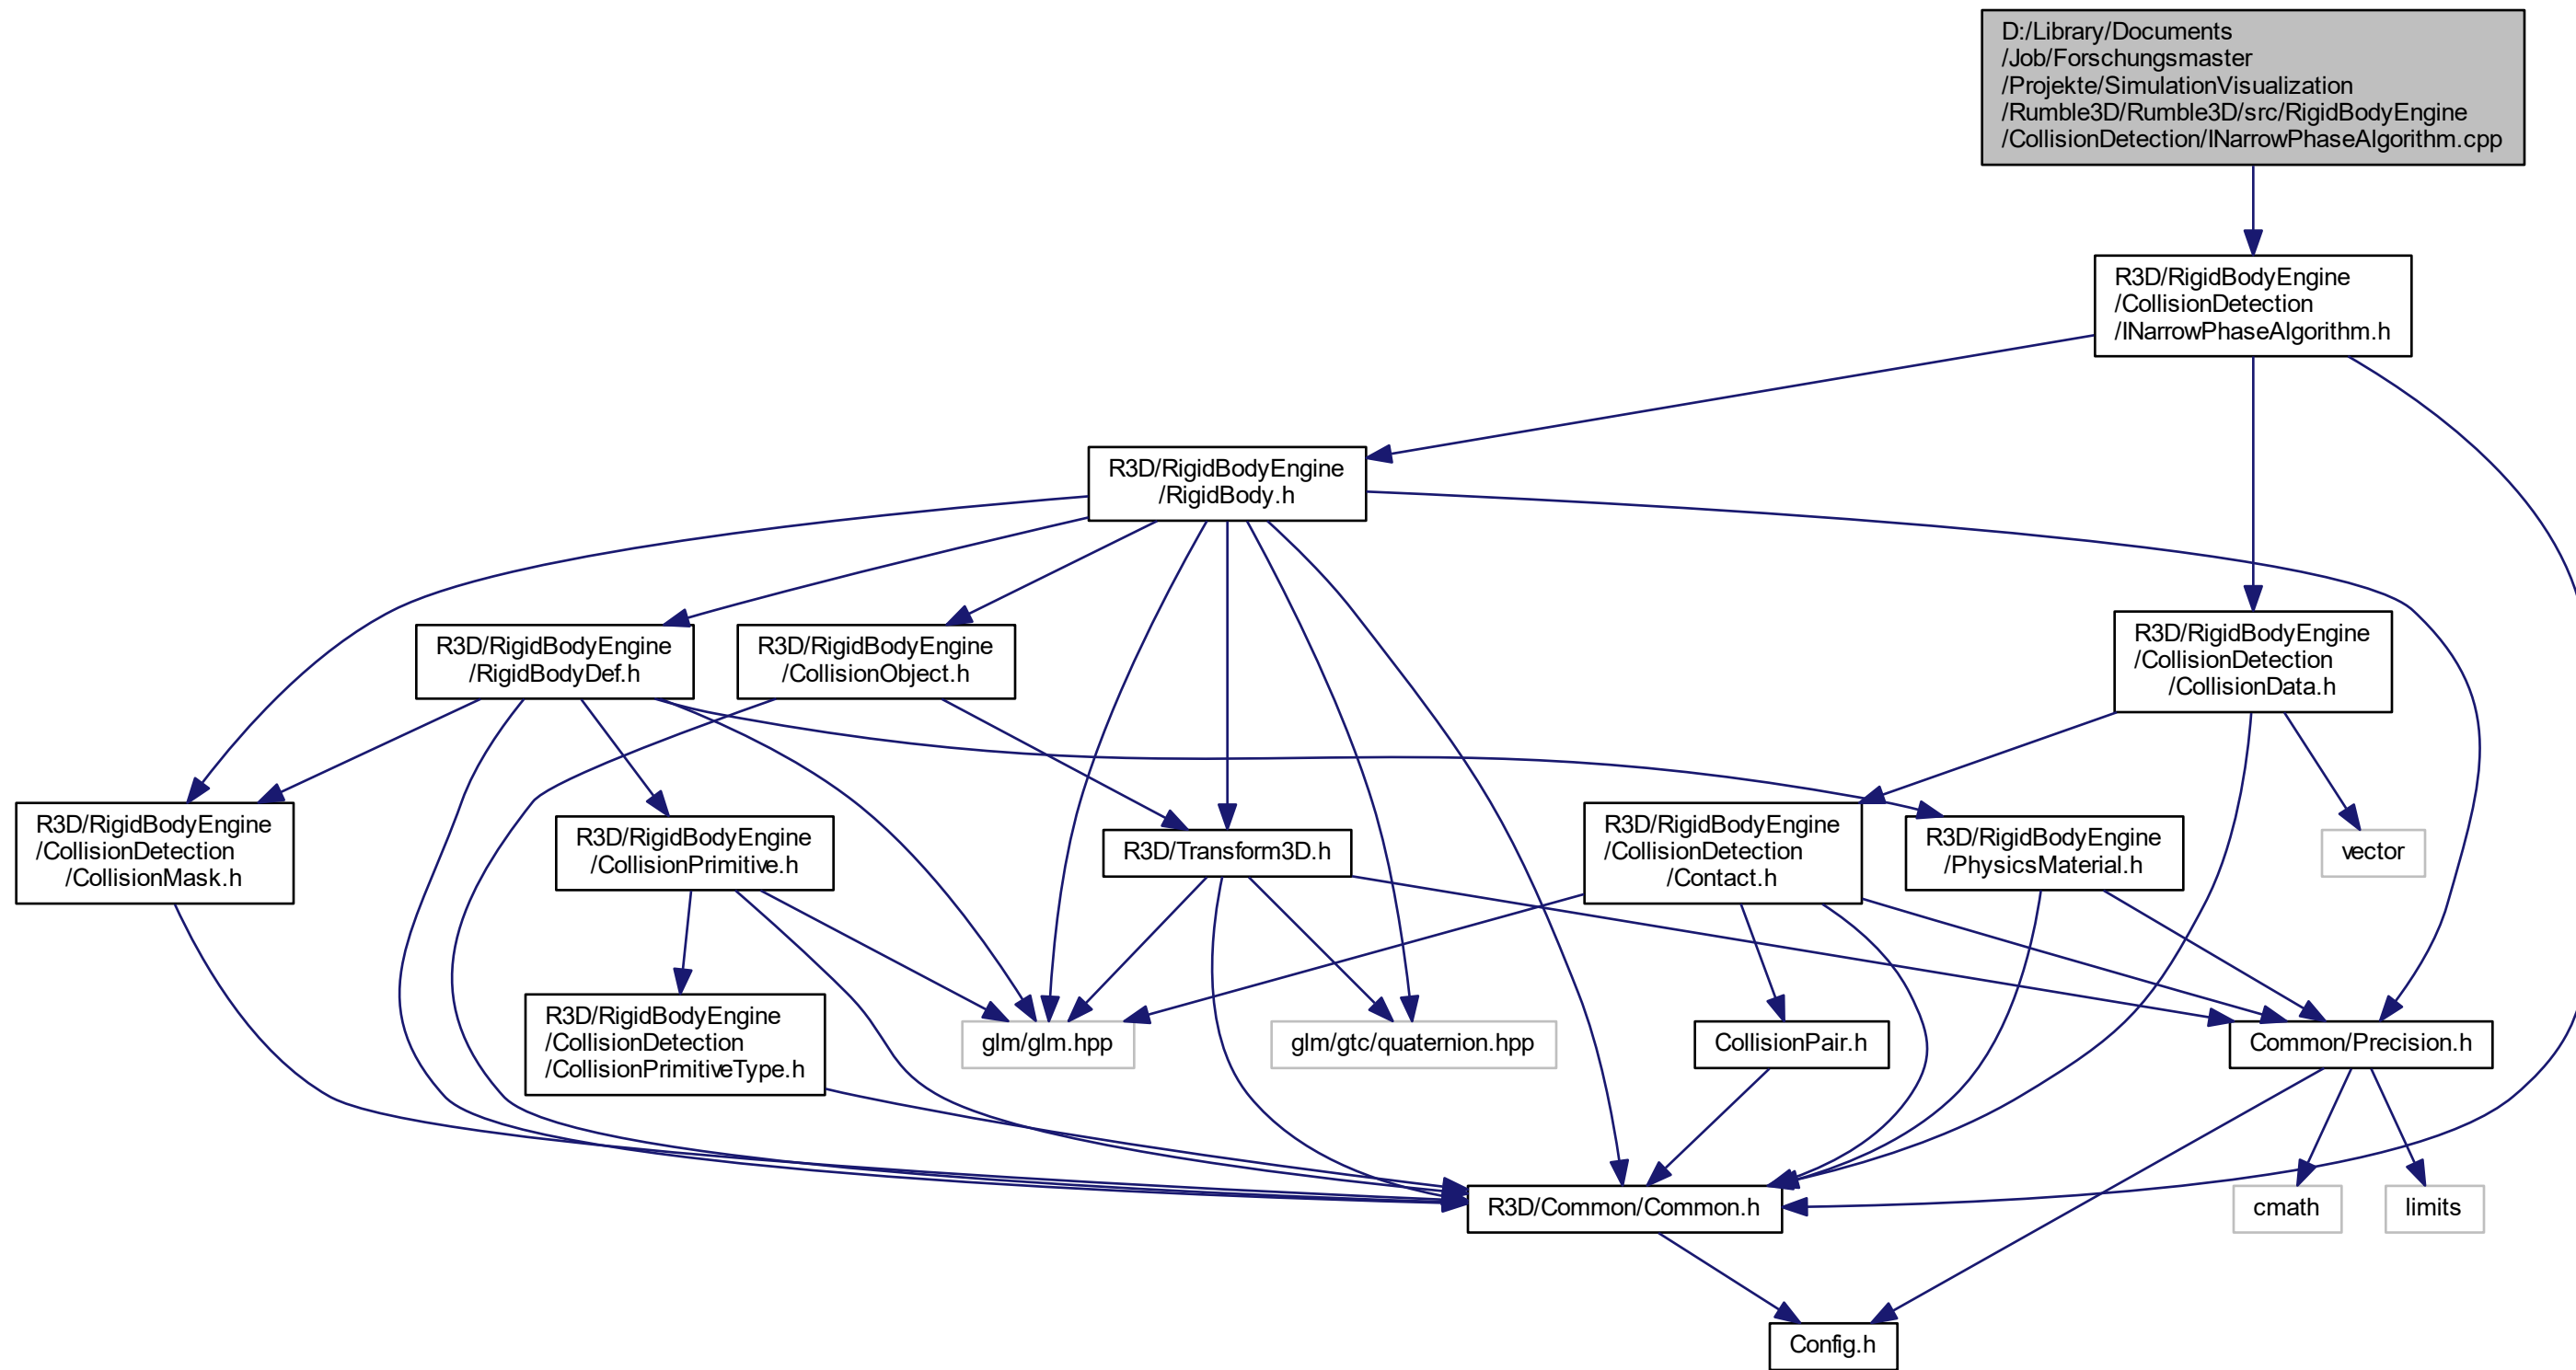 D:/Library/Documents
/Job/Forschungsmaster
/Projekte/SimulationVisualization
/Rumble3D/Rumble3D/src/RigidBodyEngine
/CollisionDetection/INarrowPhaseAlgorithm.cpp
R3D/RigidBodyEngine
/CollisionDetection
/INarrowPhaseAlgorithm.h
R3D/RigidBodyEngine
/RigidBody.h
R3D/RigidBodyEngine
/RigidBodyDef.h
R3D/RigidBodyEngine
/CollisionObject.h
R3D/RigidBodyEngine
/CollisionDetection
/CollisionData.h
R3D/RigidBodyEngine
/CollisionDetection
/CollisionMask.h
R3D/RigidBodyEngine
/CollisionPrimitive.h
R3D/Transform3D.h
R3D/RigidBodyEngine
/CollisionDetection
/Contact.h
R3D/RigidBodyEngine
/PhysicsMaterial.h
vector
R3D/RigidBodyEngine
/CollisionDetection
/CollisionPrimitiveType.h
glm/glm.hpp
glm/gtc/quaternion.hpp
CollisionPair.h
Common/Precision.h
R3D/Common/Common.h
cmath
limits
Config.h